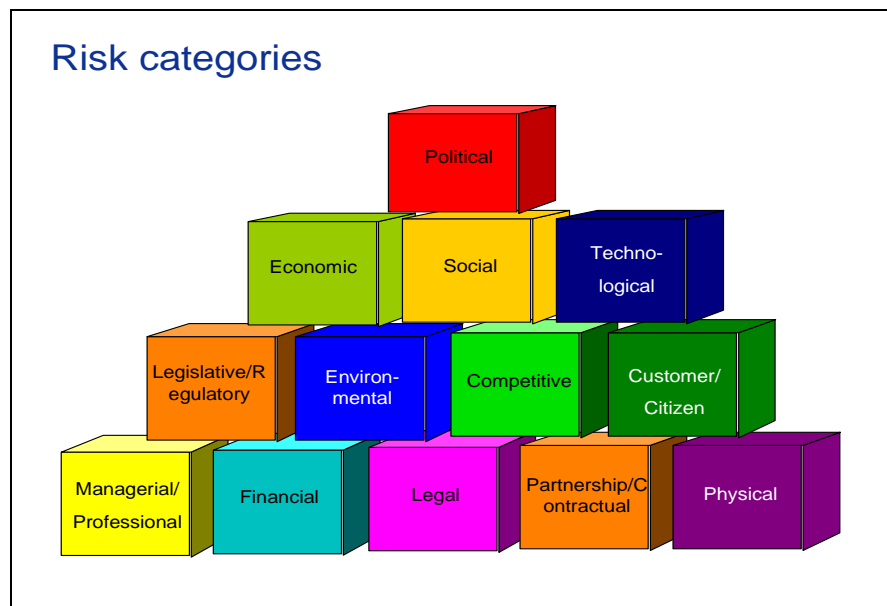 Risk categories
Political
Economic
Social
Techno-
logical
Legislative/R
egulatory
Environ-
mental
Competitive
Customer/
Citizen
Managerial/
Professional
Financial
Legal
Partnership/C
ontractual
Physical